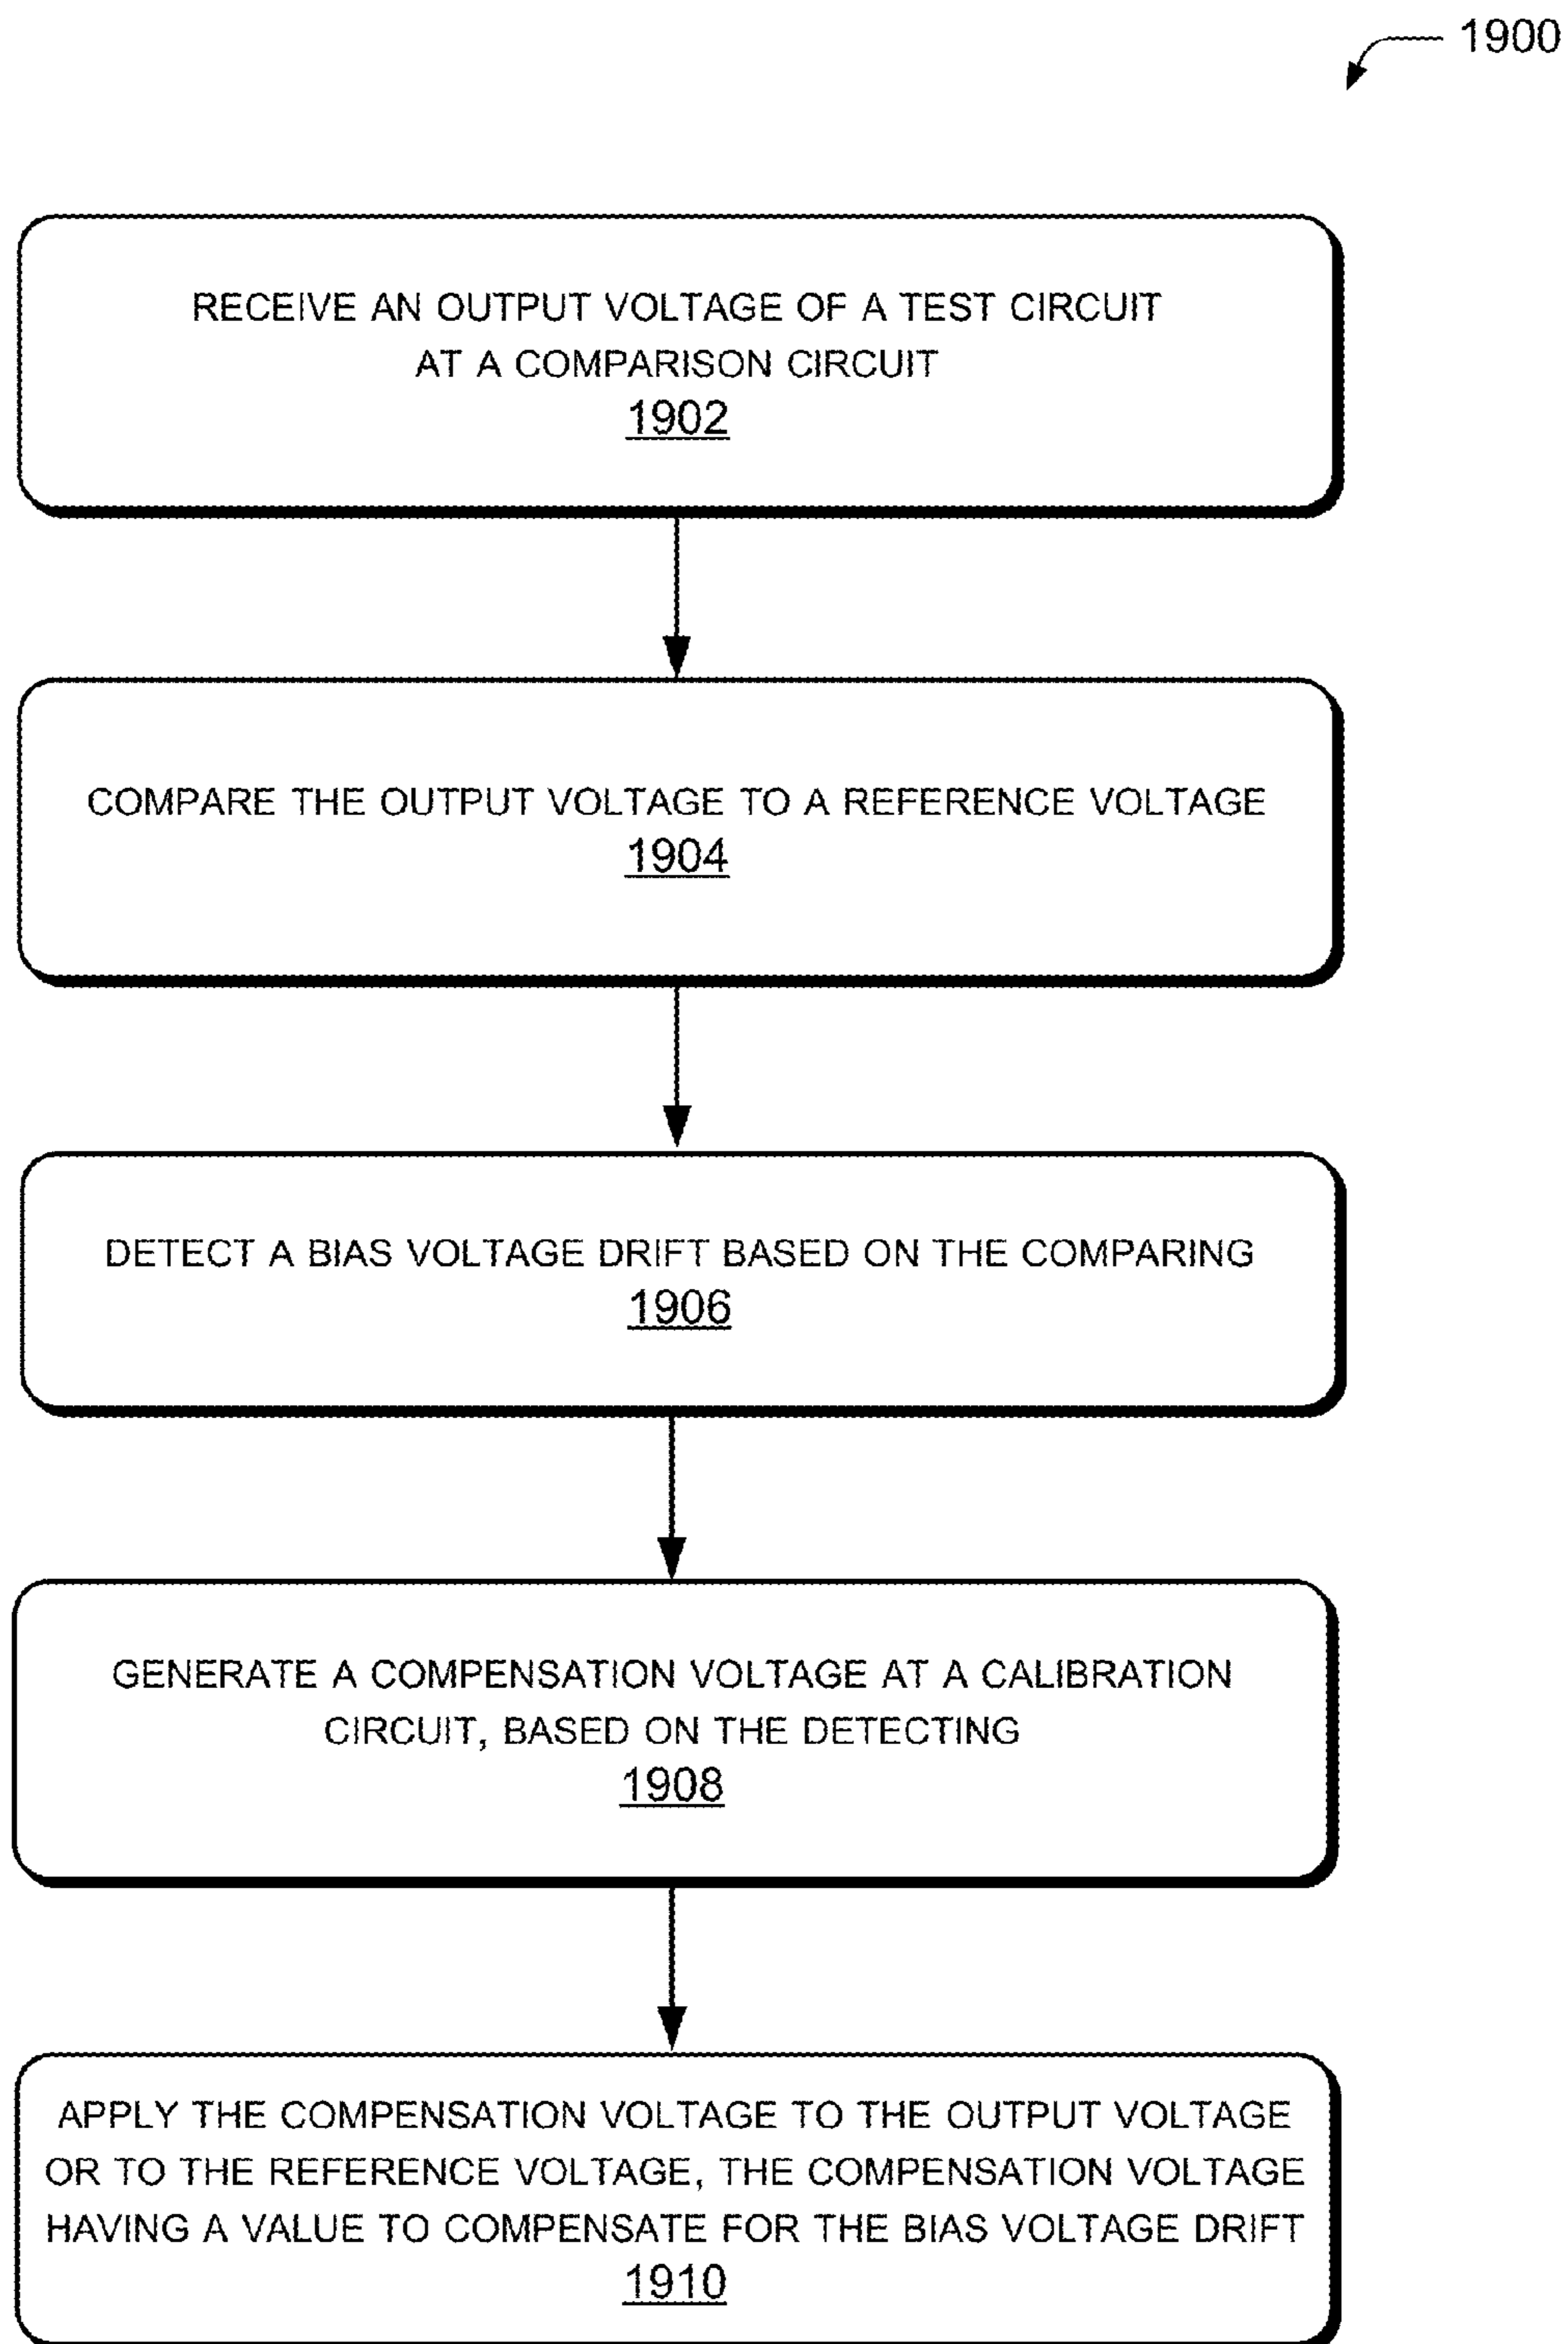 1900
RECEIVE AN OUTPUT VOLTAGE OF A TEST CIRCUIT
AT A COMPARISON CIRCUIT
1902
COMPARE THE OUTPUT VOLTAGE TO A REFERENCE VOLTAGE
1904
DETECT A BIAS VOLTAGE DRIFT BASED ON THE COMPARING
1906
GENERATE A COMPENSATION VOLTAGE AT A CALIBRATION
CIRCUIT, BASED ON THE DETECTING
1908
APPLY THE COMPENSATION VOLTAGE TO THE OUTPUT VOLTAGE
OR TO THE REFERENCE VOLTAGE, THE COMPENSATION VOLTAGE
HAVING A VALUE TO COMPENSATE FOR THE BIAS VOLTAGE DRIFT
1910